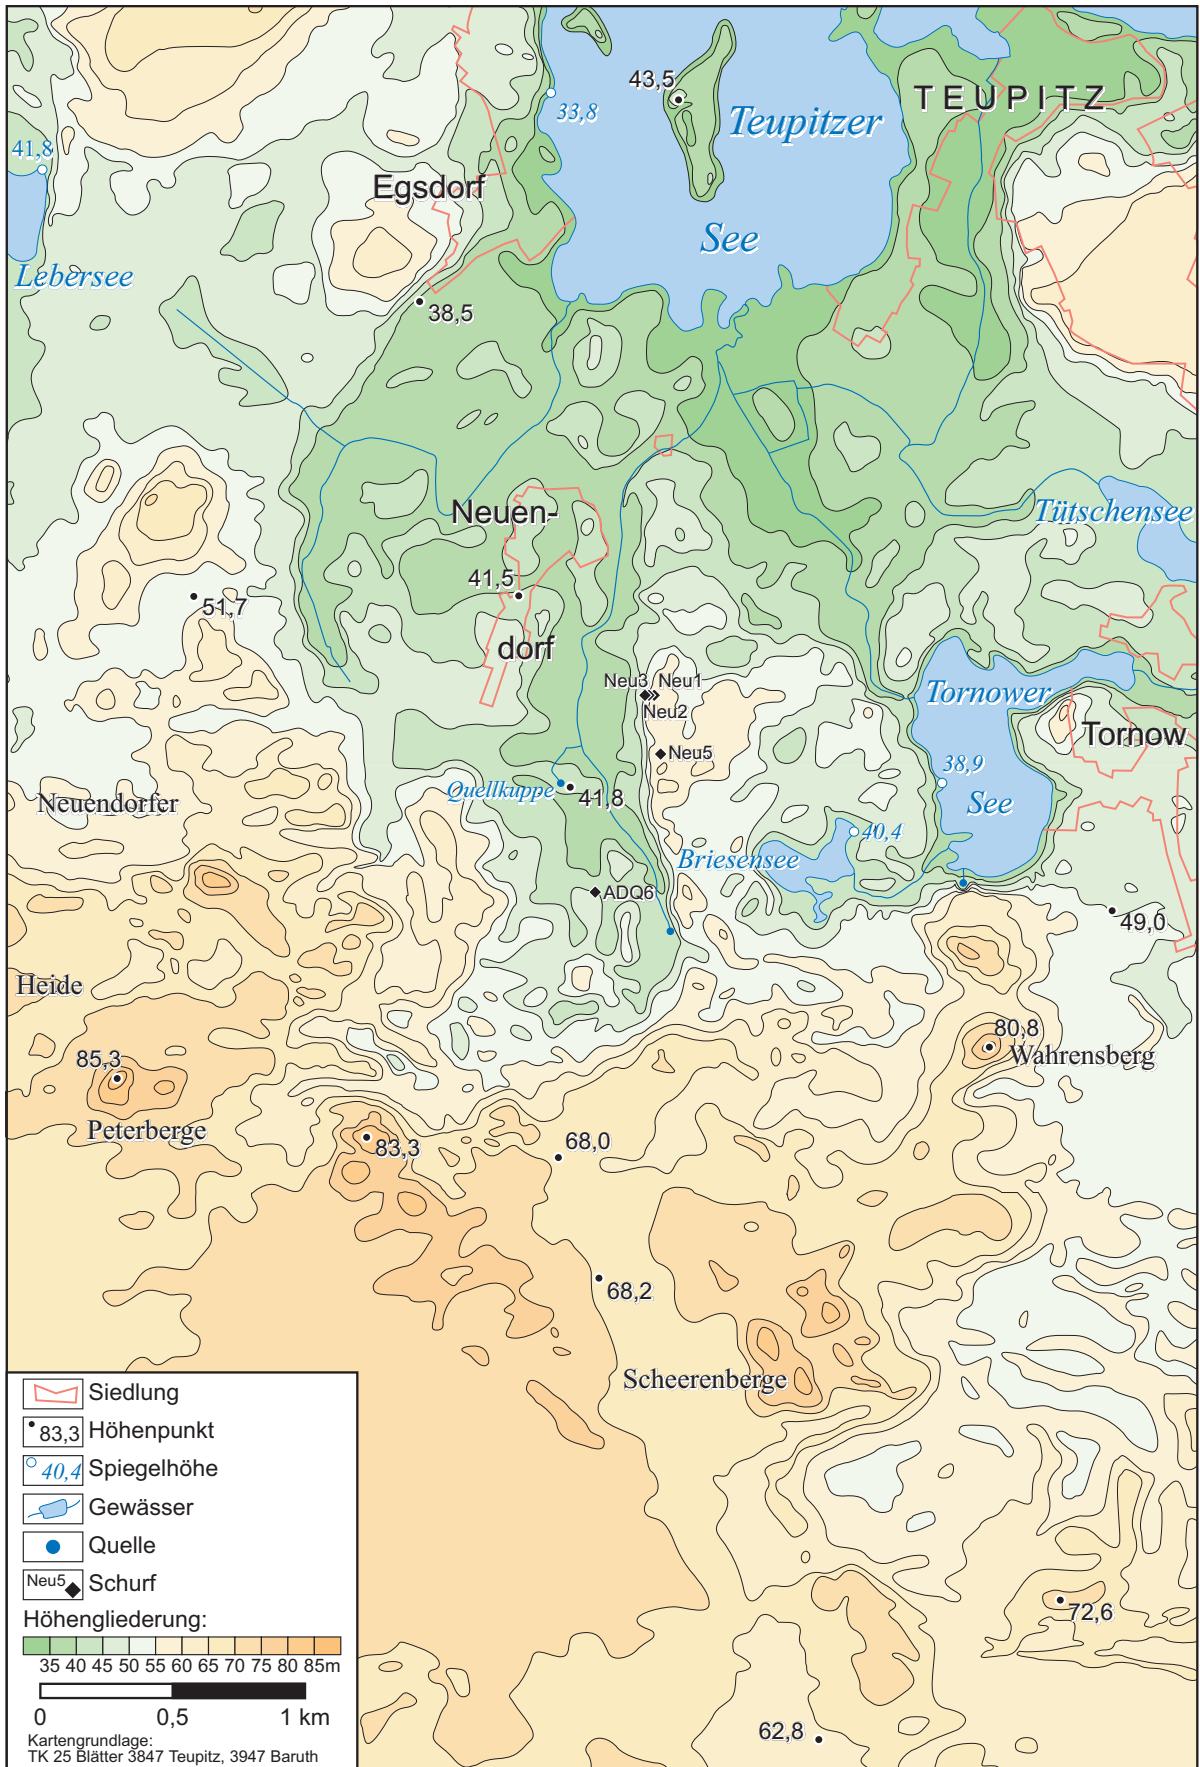 43,5
TEUPITZ
33,8
Teupitzer
41,8
Egsdorf
See
Lebersee
38,5
Neuen-
Tütschensee
41,5
51,7
dorf
Neu3
Neu1
Tornower
Neu2
Tornow
Neu5
38,9
Quellkuppe
41,8
See
Neuendorfer
40,4
Briesensee
ADQ6
49,0
Heide
80,8
Wahrensberg
85,3
Peterberge
83,3
68,0
68,2
Scheerenberge
Siedlung
83,3 Höhenpunkt
40,4 Spiegelhöhe
Gewässer
Quelle
Neu5 Schurf
Höhengliederung:
35 40 45 50 55 60 65 70 75 80 85m
0 0,5 1 km
Kartengrundlage:
TK 25 Blätter 3847 Teupitz, 3947 Baruth
72,6
62,8